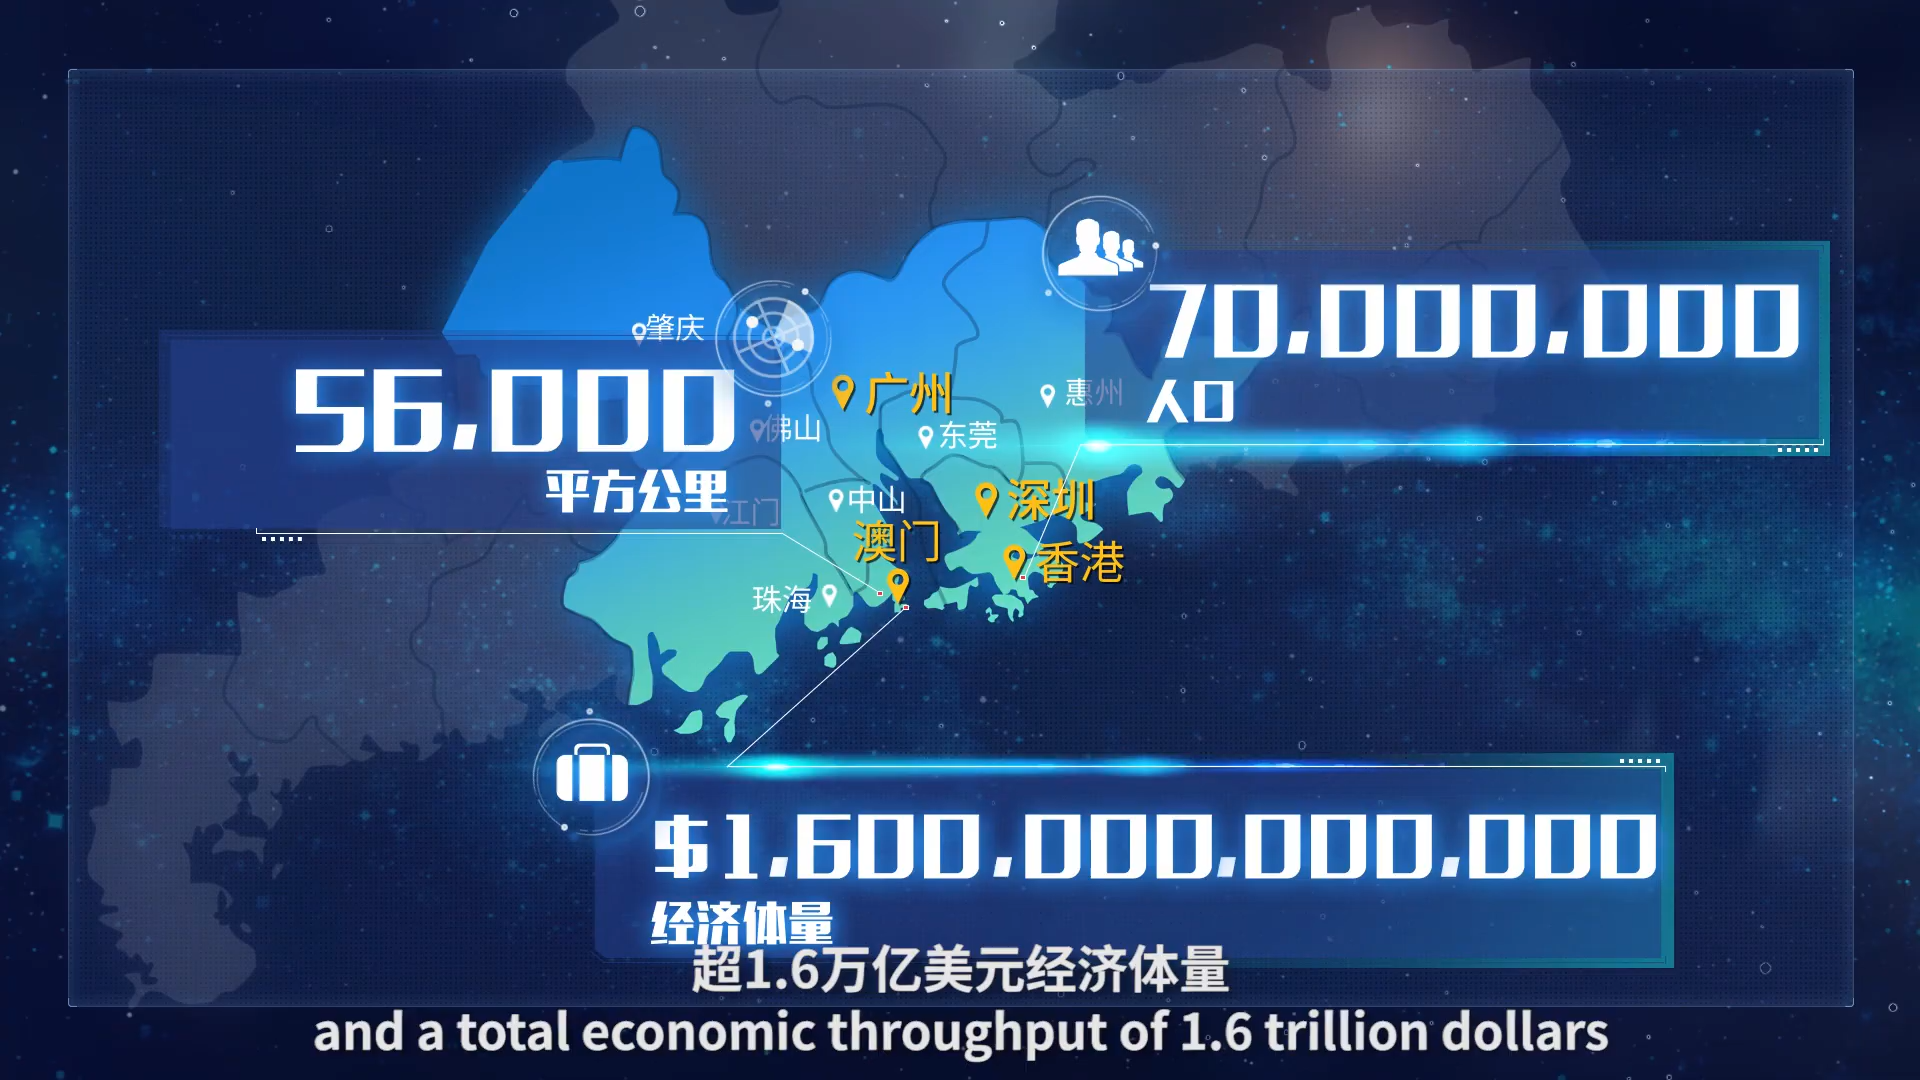 70,000,000
人口
肇庆
56,000
平方公里
广州
惠州
佛山
东莞
江门
中山
深圳
澳门
香港
珠海
$1,600,000,000,000
经济体量
超1.6万亿美元经济体量
and a total economic throughput of 1.6 trillion dollars